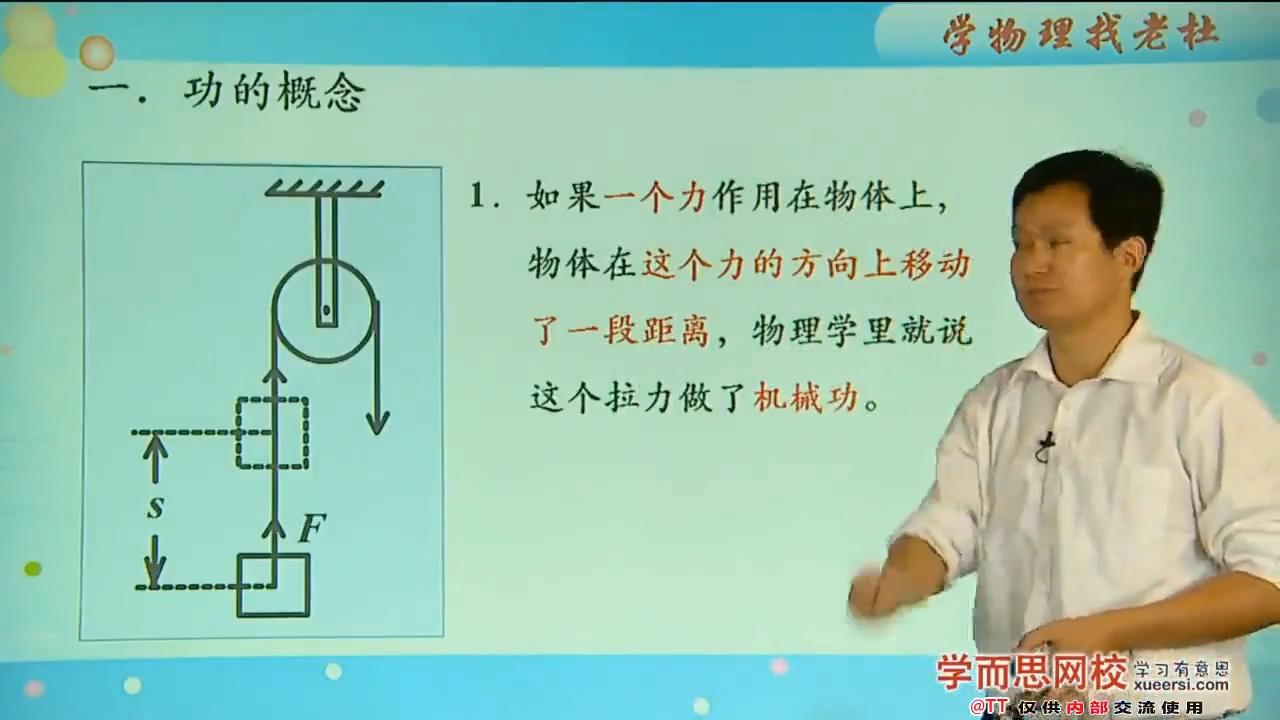 学物理找老杜
一．功的概念
1．如果一个力作用在物体上，
物体在这个力的方向上移动
了一段距离，物理学里就说
这个拉力做了机械功。
s
F
学而思网校
学习有意思
xueersi.com
@TT 仅供内部交流使用